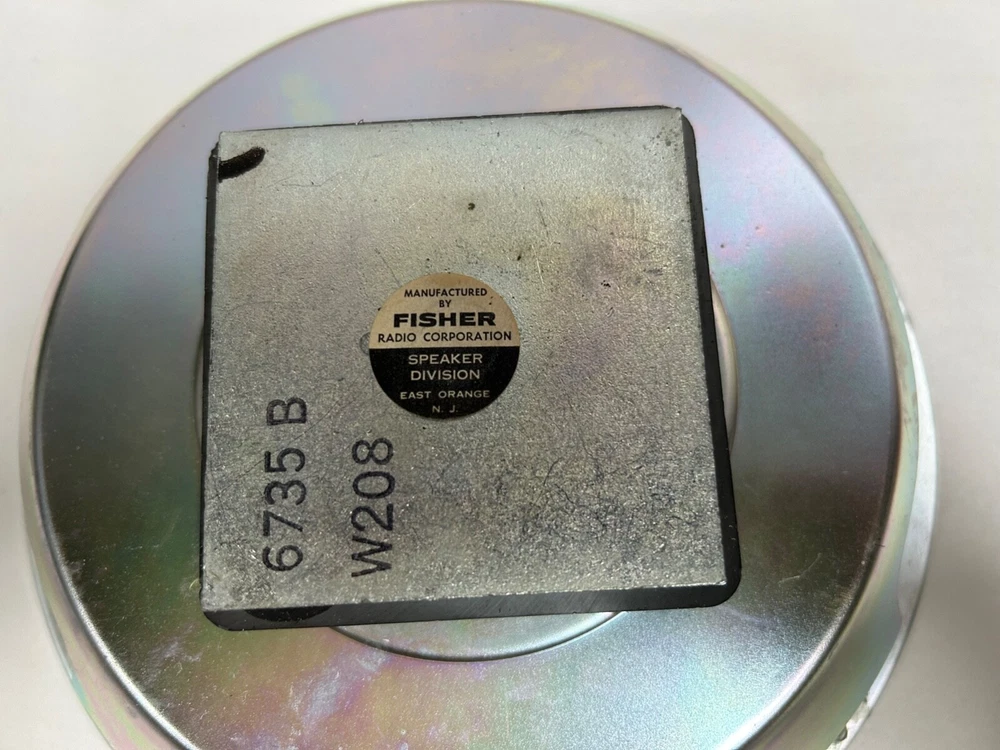 MANUFACTURED
BY
FISHER
RADIO CORPORATION
SPEAKER
DIVISION
EAST ORANGE
N. J.
6735 B
W208